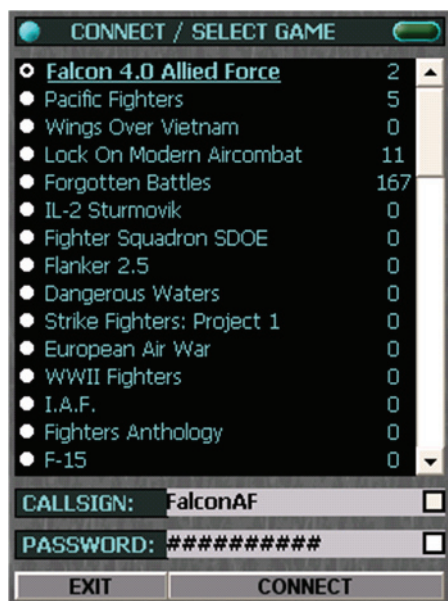 CONNECT / SELECT GAME
Falcon 4.0 Allied Force 2
Pacific Fighters 5
Wings Over Vietnam 0
Lock On Modern Aircombat 11
Forgotten Battles 167
IL-2 Sturmovik 0
Fighter Squadron SDOE 0
Flanker 2.5 0
Dangerous Waters 0
Strike Fighters: Project 1 0
European Air War 0
WWII Fighters 0
I.A.F. 0
Fighters Anthology 0
F-15 0
CALLSIGN: FalconAF
PASSWORD: ##########
EXIT CONNECT